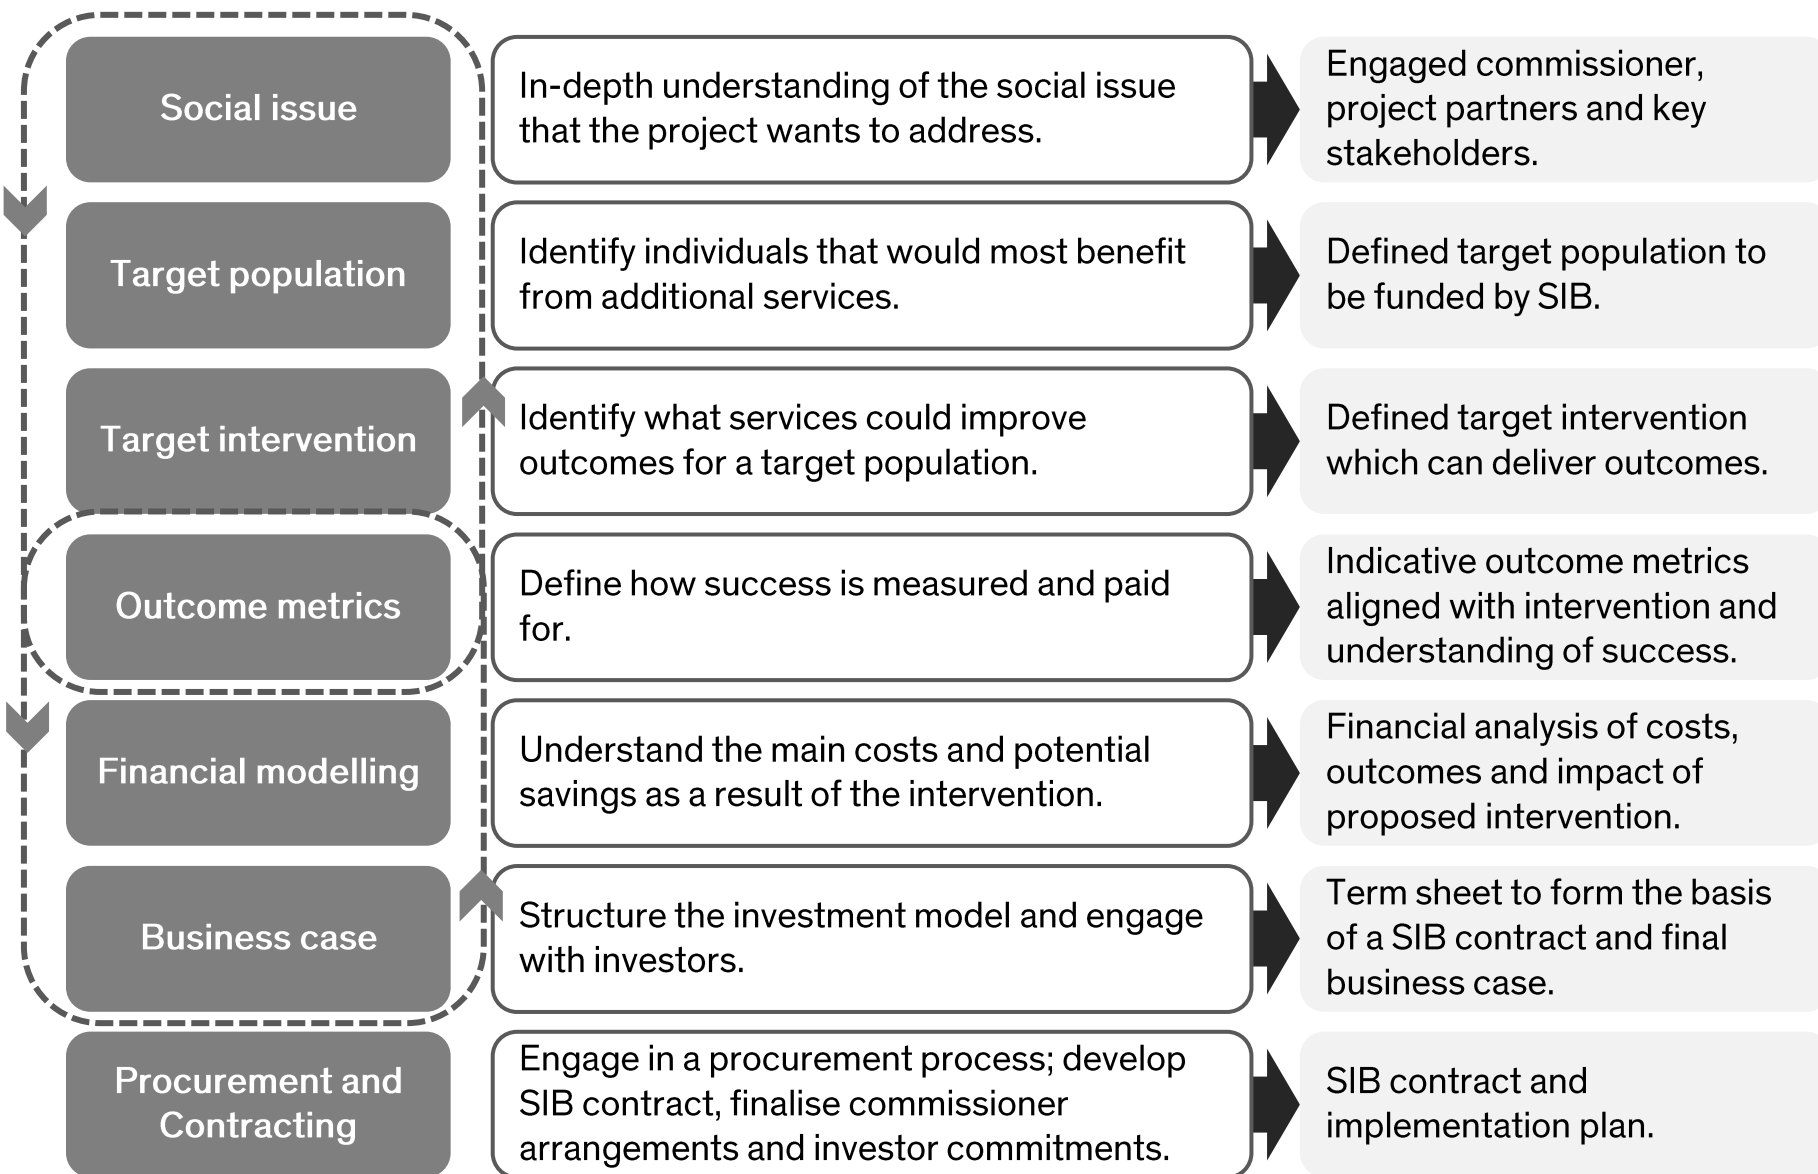 Social issue
In-depth understanding of the social issue
that the project wants to address.
Engaged commissioner,
project partners and key
stakeholders.
Target population
Identify individuals that would most benefit
from additional services.
Defined target population to
be funded by SIB.
Target intervention
Identify what services could improve
outcomes for a target population.
Defined target intervention
which can deliver outcomes.
Outcome metrics
Define how success is measured and paid
for.
Indicative outcome metrics
aligned with intervention and
understanding of success.
Financial modelling
Understand the main costs and potential
savings as a result of the intervention.
Financial analysis of costs,
outcomes and impact of
proposed intervention.
Business case
Structure the investment model and engage
with investors.
Term sheet to form the basis
of a SIB contract and final
business case.
Procurement and
Contracting
Engage in a procurement process; develop
SIB contract, finalise commissioner
arrangements and investor commitments.
SIB contract and
implementation plan.